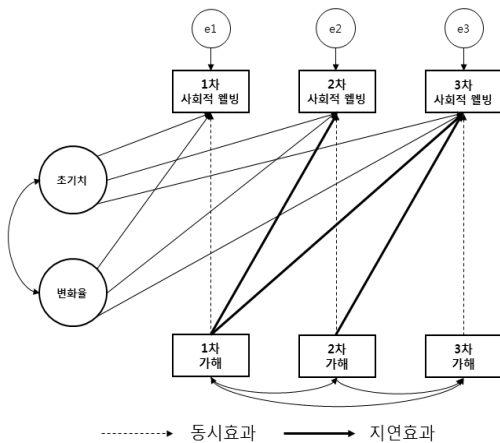 e1
e2
e3
1차
사회적 웰빙
2차
사회적 웰빙
3차
사회적 웰빙
초기치
변화율
1차
가해
2차
가해
3차
가해
동시효과
지연효과